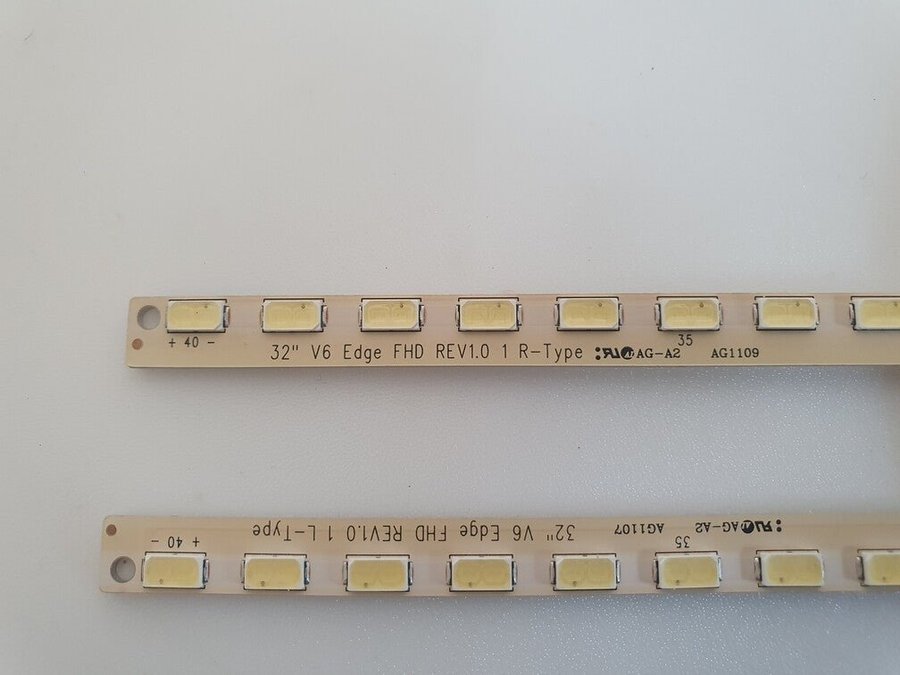 + 40 -
35
32" V6 Edge FHD REV1.0 1 R-Type AG-A2 AG1109
32" V6 Edge FHD REV1.0 1 L-Type
AG-A2 AG1107
+ 40 -
35